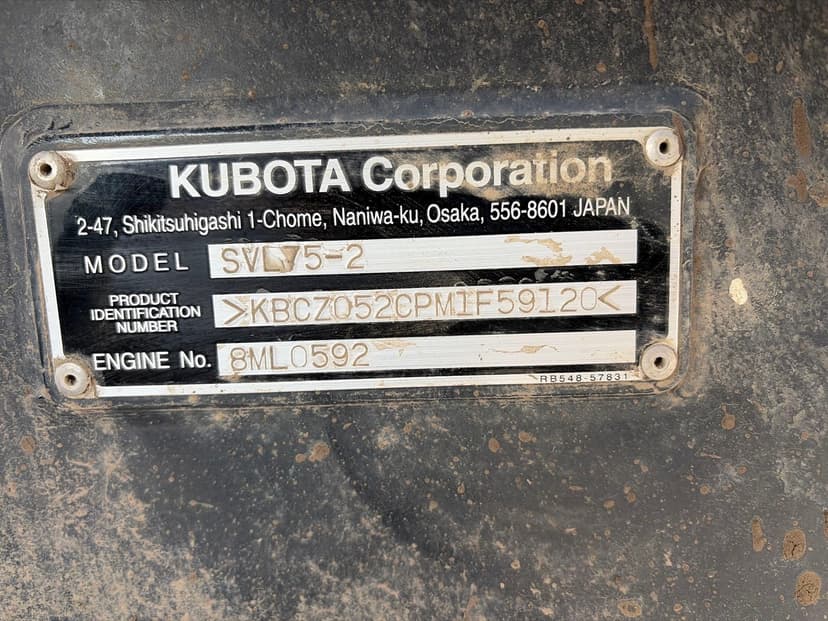 KUBOTA Corporation
2-47, Shikitsuhigashi 1-Chome, Naniwa-ku, Osaka, 556-8601 JAPAN
MODEL SVL75-2
PRODUCT
IDENTIFICATION
NUMBER
>KBCZ052CPM1F59120<
ENGINE No. 8ML0592
RB548-57831